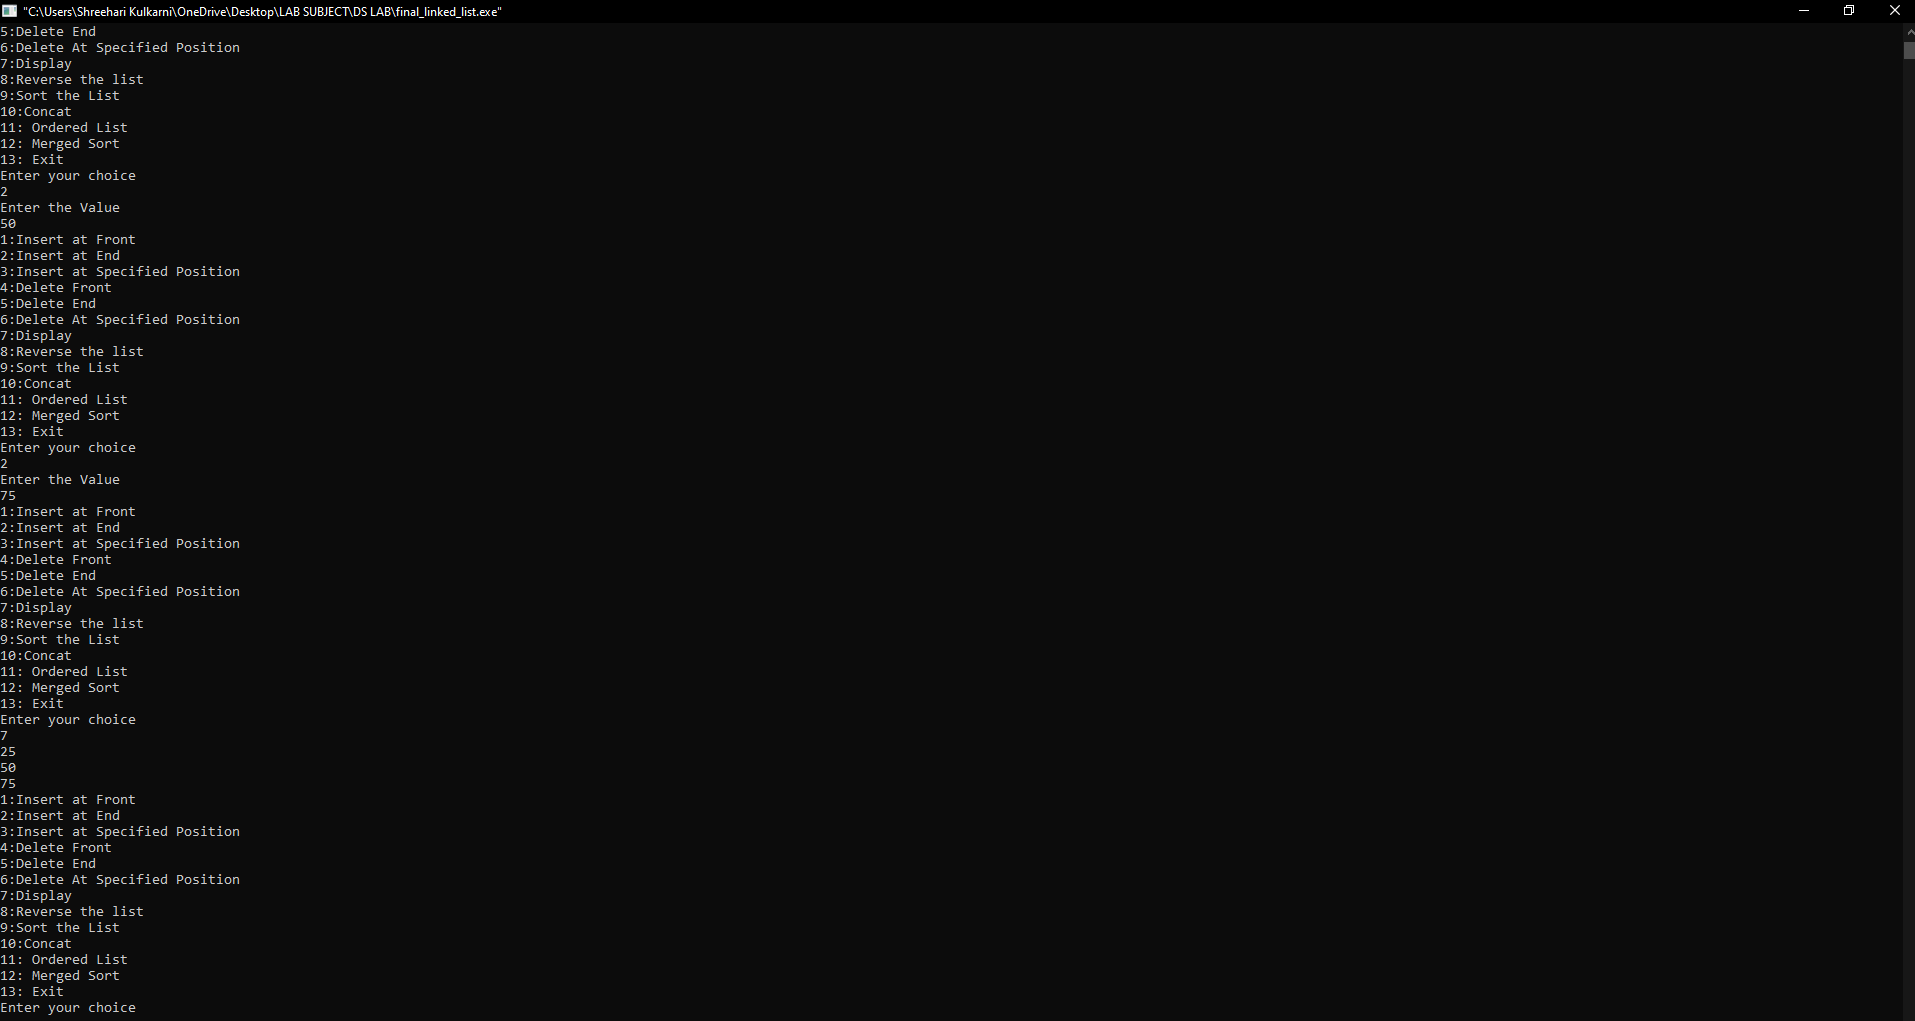 "C:\Users\Shreehari Kulkarni\OneDrive\Desktop\LAB SUBJECT\DS LAB\final_linked_list.exe"
5:Delete End
6:Delete At Specified Position
7:Display
8:Reverse the list
9:Sort the List
10:Concat
11: Ordered List
12: Merged Sort
13: Exit
Enter your choice
2
Enter the Value
50
1:Insert at Front
2:Insert at End
3:Insert at Specified Position
4:Delete Front
5:Delete End
6:Delete At Specified Position
7:Display
8:Reverse the list
9:Sort the List
10:Concat
11: Ordered List
12: Merged Sort
13: Exit
Enter your choice
2
Enter the Value
75
1:Insert at Front
2:Insert at End
3:Insert at Specified Position
4:Delete Front
5:Delete End
6:Delete At Specified Position
7:Display
8:Reverse the list
9:Sort the List
10:Concat
11: Ordered List
12: Merged Sort
13: Exit
Enter your choice
7
25
50
75
1:Insert at Front
2:Insert at End
3:Insert at Specified Position
4:Delete Front
5:Delete End
6:Delete At Specified Position
7:Display
8:Reverse the list
9:Sort the List
10:Concat
11: Ordered List
12: Merged Sort
13: Exit
Enter your choice